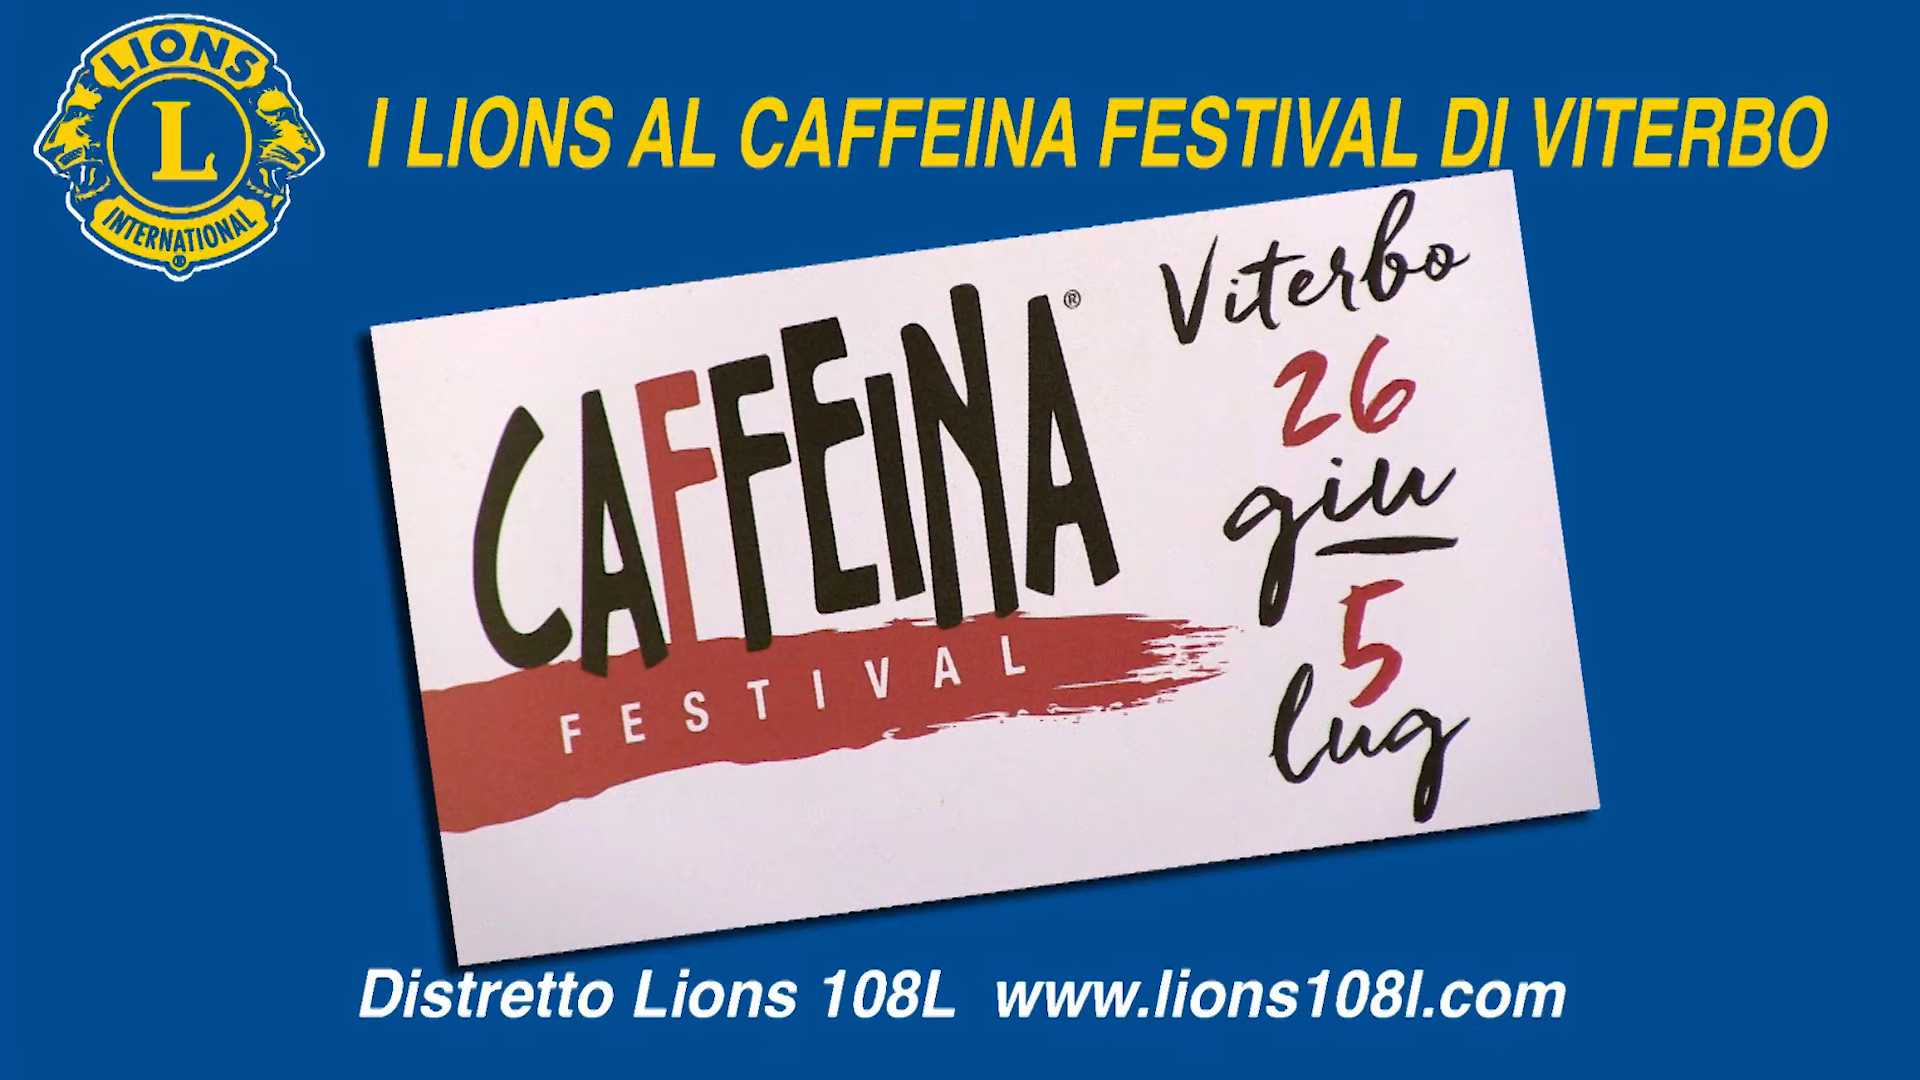 LIONS
L
INTERNATIONAL
®
I LIONS AL CAFFEINA FESTIVAL DI VITERBO
CAFFEINA®
FESTIVAL
Viterbo
26
giu
5
lug
Distretto Lions 108L www.lions108l.com